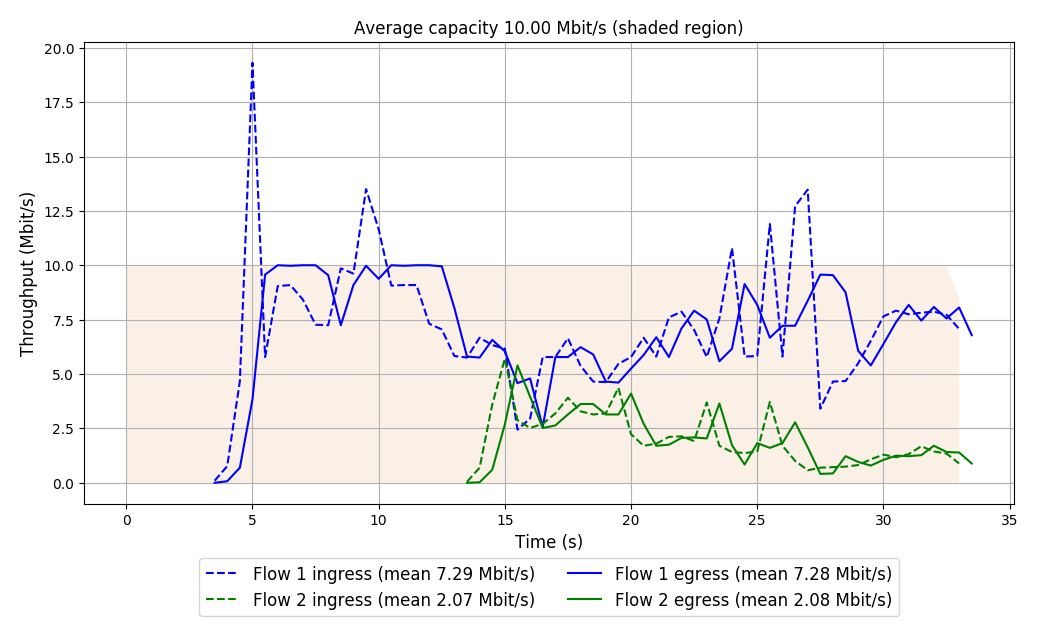 Average capacity 10.00 Mbit/s (shaded region)
Throughput (Mbit/s)
20.0
17.5
15.0
12.5
10.0
7.5
5.0
2.5
0.0
0 5 10 15 20 25 30 35
Time (s)
Flow 1 ingress (mean 7.29 Mbit/s) Flow 1 egress (mean 7.28 Mbit/s)
Flow 2 ingress (mean 2.07 Mbit/s) Flow 2 egress (mean 2.08 Mbit/s)